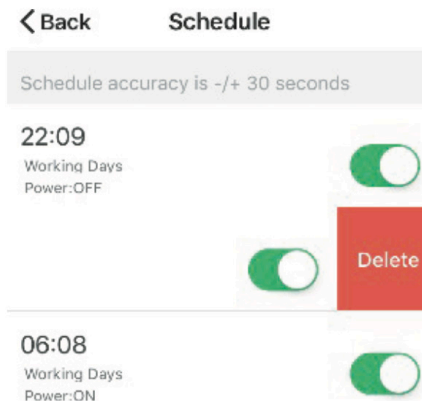 Back Schedule
Schedule accuracy is -/+ 30 seconds
22:09
Working Days
Power:OFF
Delete
06:08
Working Days
Power:ON